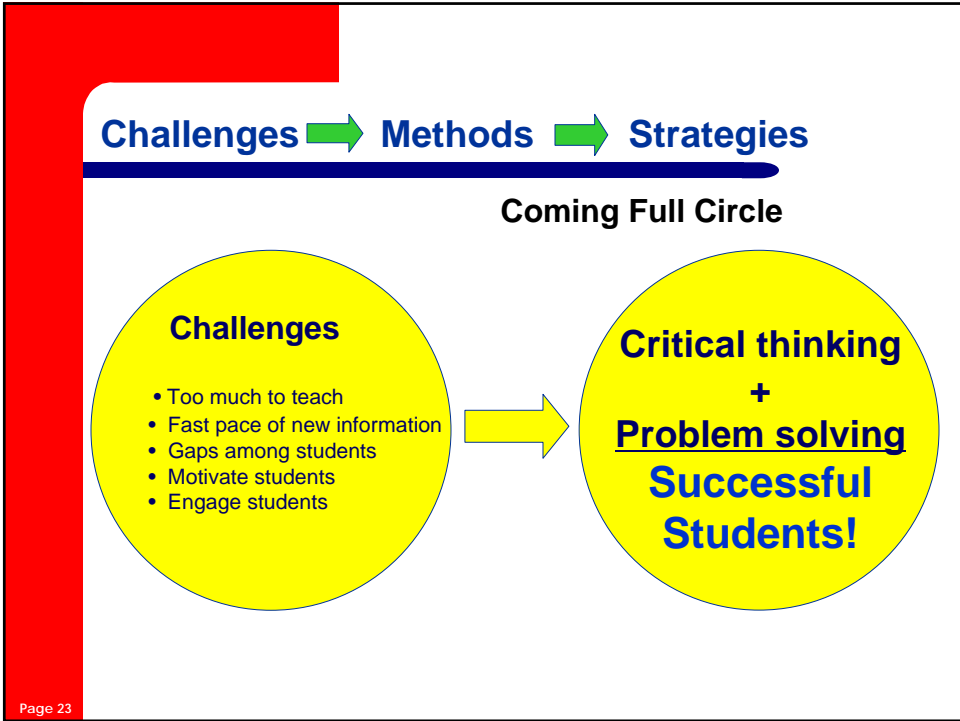 Challenges Methods Strategies
Coming Full Circle
Challenges
• Too much to teach
• Fast pace of new information
• Gaps among students
• Motivate students
• Engage students
Critical thinking
+
Problem solving
Successful
Students!
Page 23